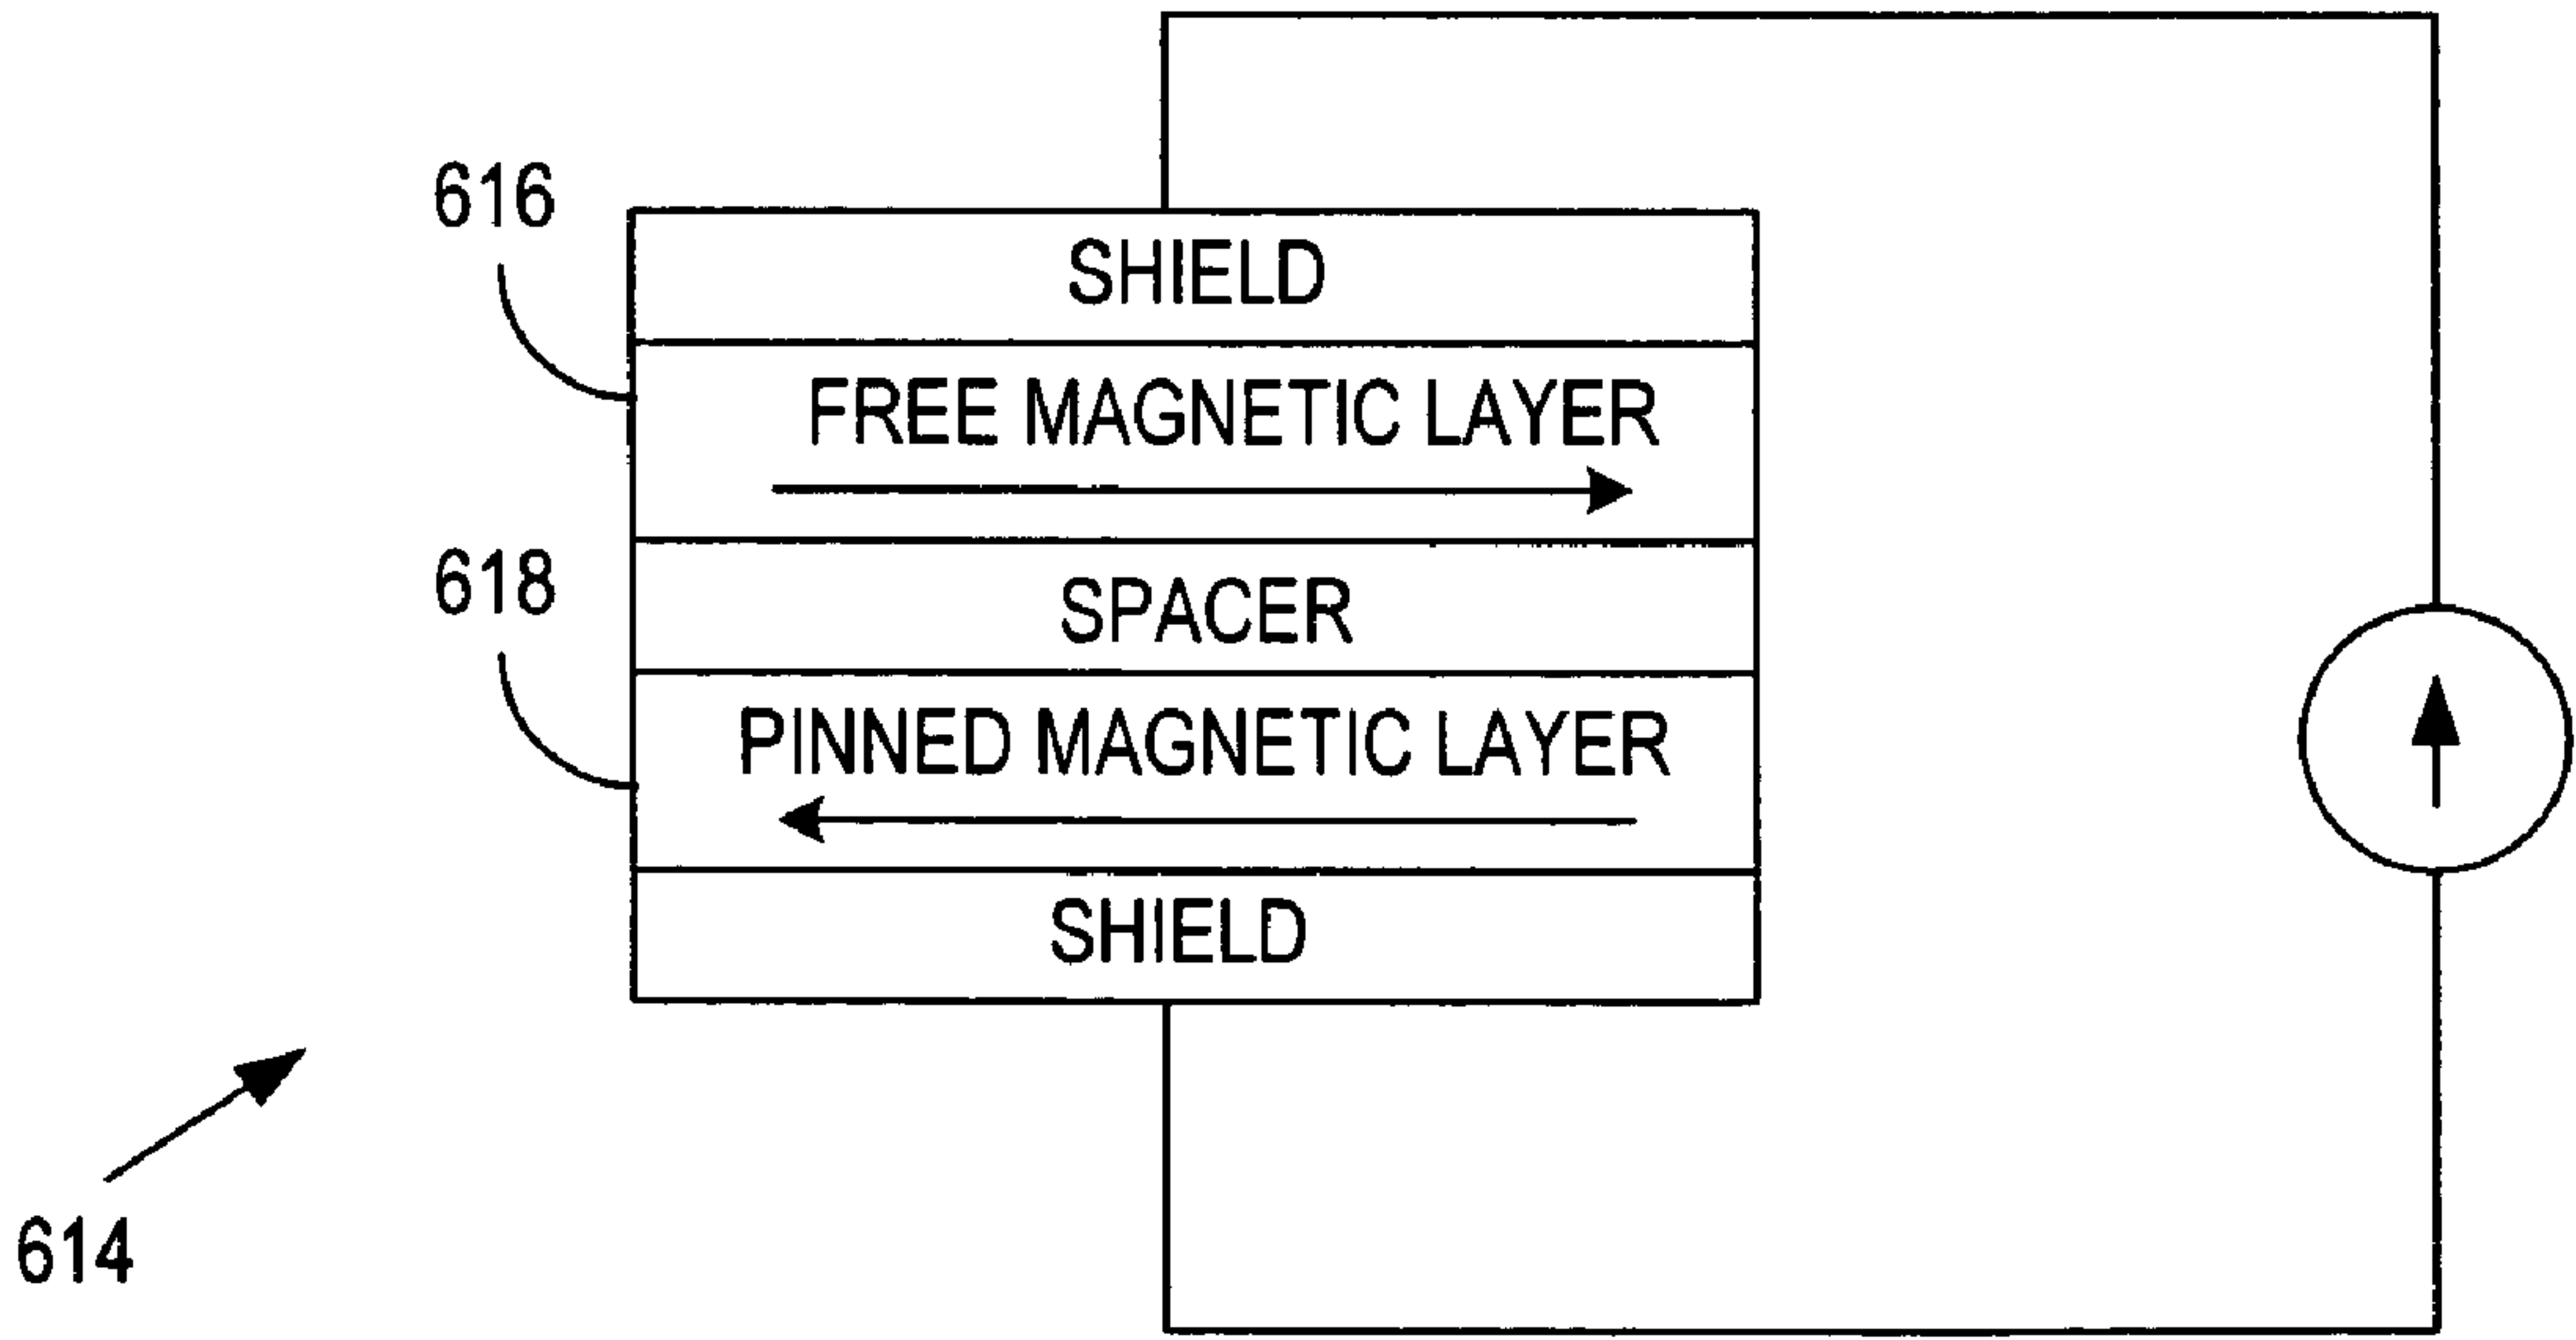 616
SHIELD
FREE MAGNETIC LAYER
618
SPACER
PINNED MAGNETIC LAYER
SHIELD
614